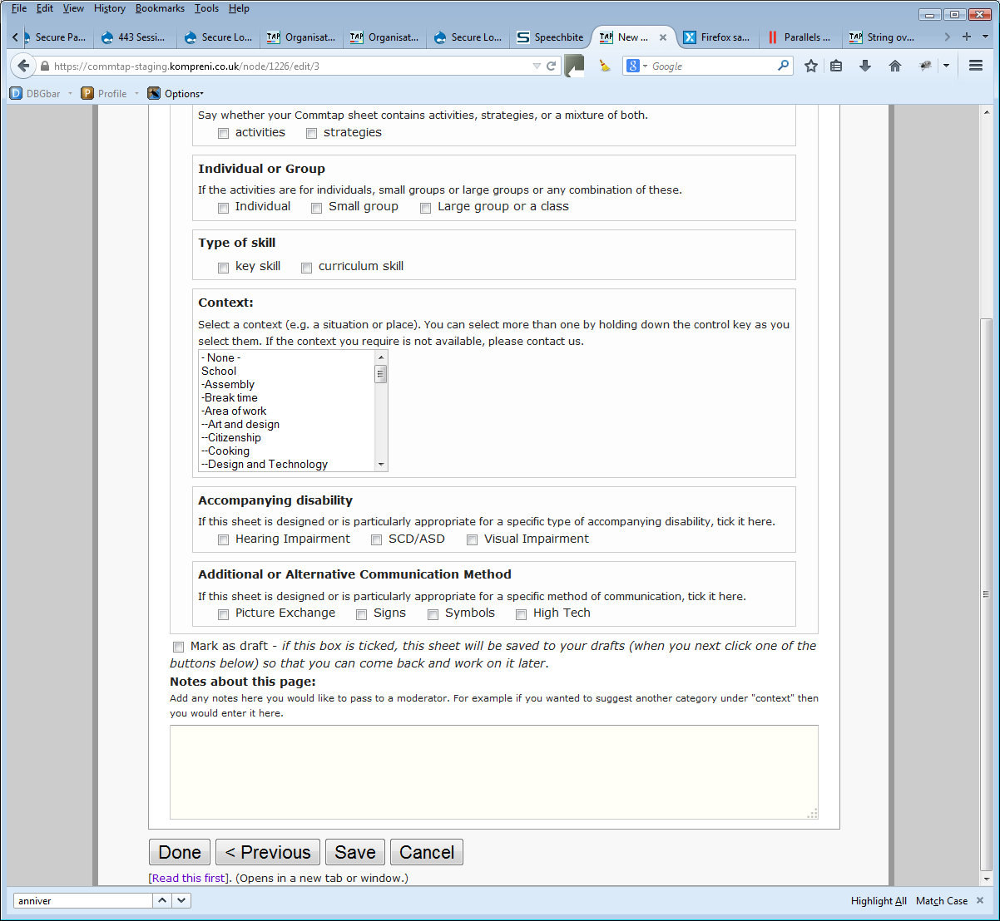 File Edit View History Bookmarks Tools Help
Secure Pa... 443 Sessi... Secure Lo... TAP Organisat... TAP Organisat... Secure Lo... S Speechbite TAP New ... Firefox sa... Parallels ... TAP String ov...
https://commtap-staging.kompreni.co.uk/node/1226/edit/3 8 Google
D DBGbar P Profile Options
Say whether your Commtap sheet contains activities, strategies, or a mixture of both.
activities strategies
Individual or Group
If the activities are for individuals, small groups or large groups or any combination of these.
Individual Small group Large group or a class
Type of skill
key skill curriculum skill
Context:
Select a context (e.g. a situation or place). You can select more than one by holding down the control key as you
select them. If the context you require is not available, please contact us.
- None -
School
-Assembly
-Break time
-Area of work
--Art and design
--Citizenship
--Cooking
--Design and Technology
Accompanying disability
If this sheet is designed or is particularly appropriate for a specific type of accompanying disability, tick it here.
Hearing Impairment SCD/ASD Visual Impairment
Additional or Alternative Communication Method
If this sheet is designed or is particularly appropriate for a specific method of communication, tick it here.
Picture Exchange Signs Symbols High Tech
Mark as draft - if this box is ticked, this sheet will be saved to your drafts (when you next click one of the
buttons below) so that you can come back and work on it later.
Notes about this page:
Add any notes here you would like to pass to a moderator. For example if you wanted to suggest another category under "context" then
you would enter it here.
Done < Previous Save Cancel
[Read this first]. (Opens in a new tab or window.)
anniver Highlight All Match Case